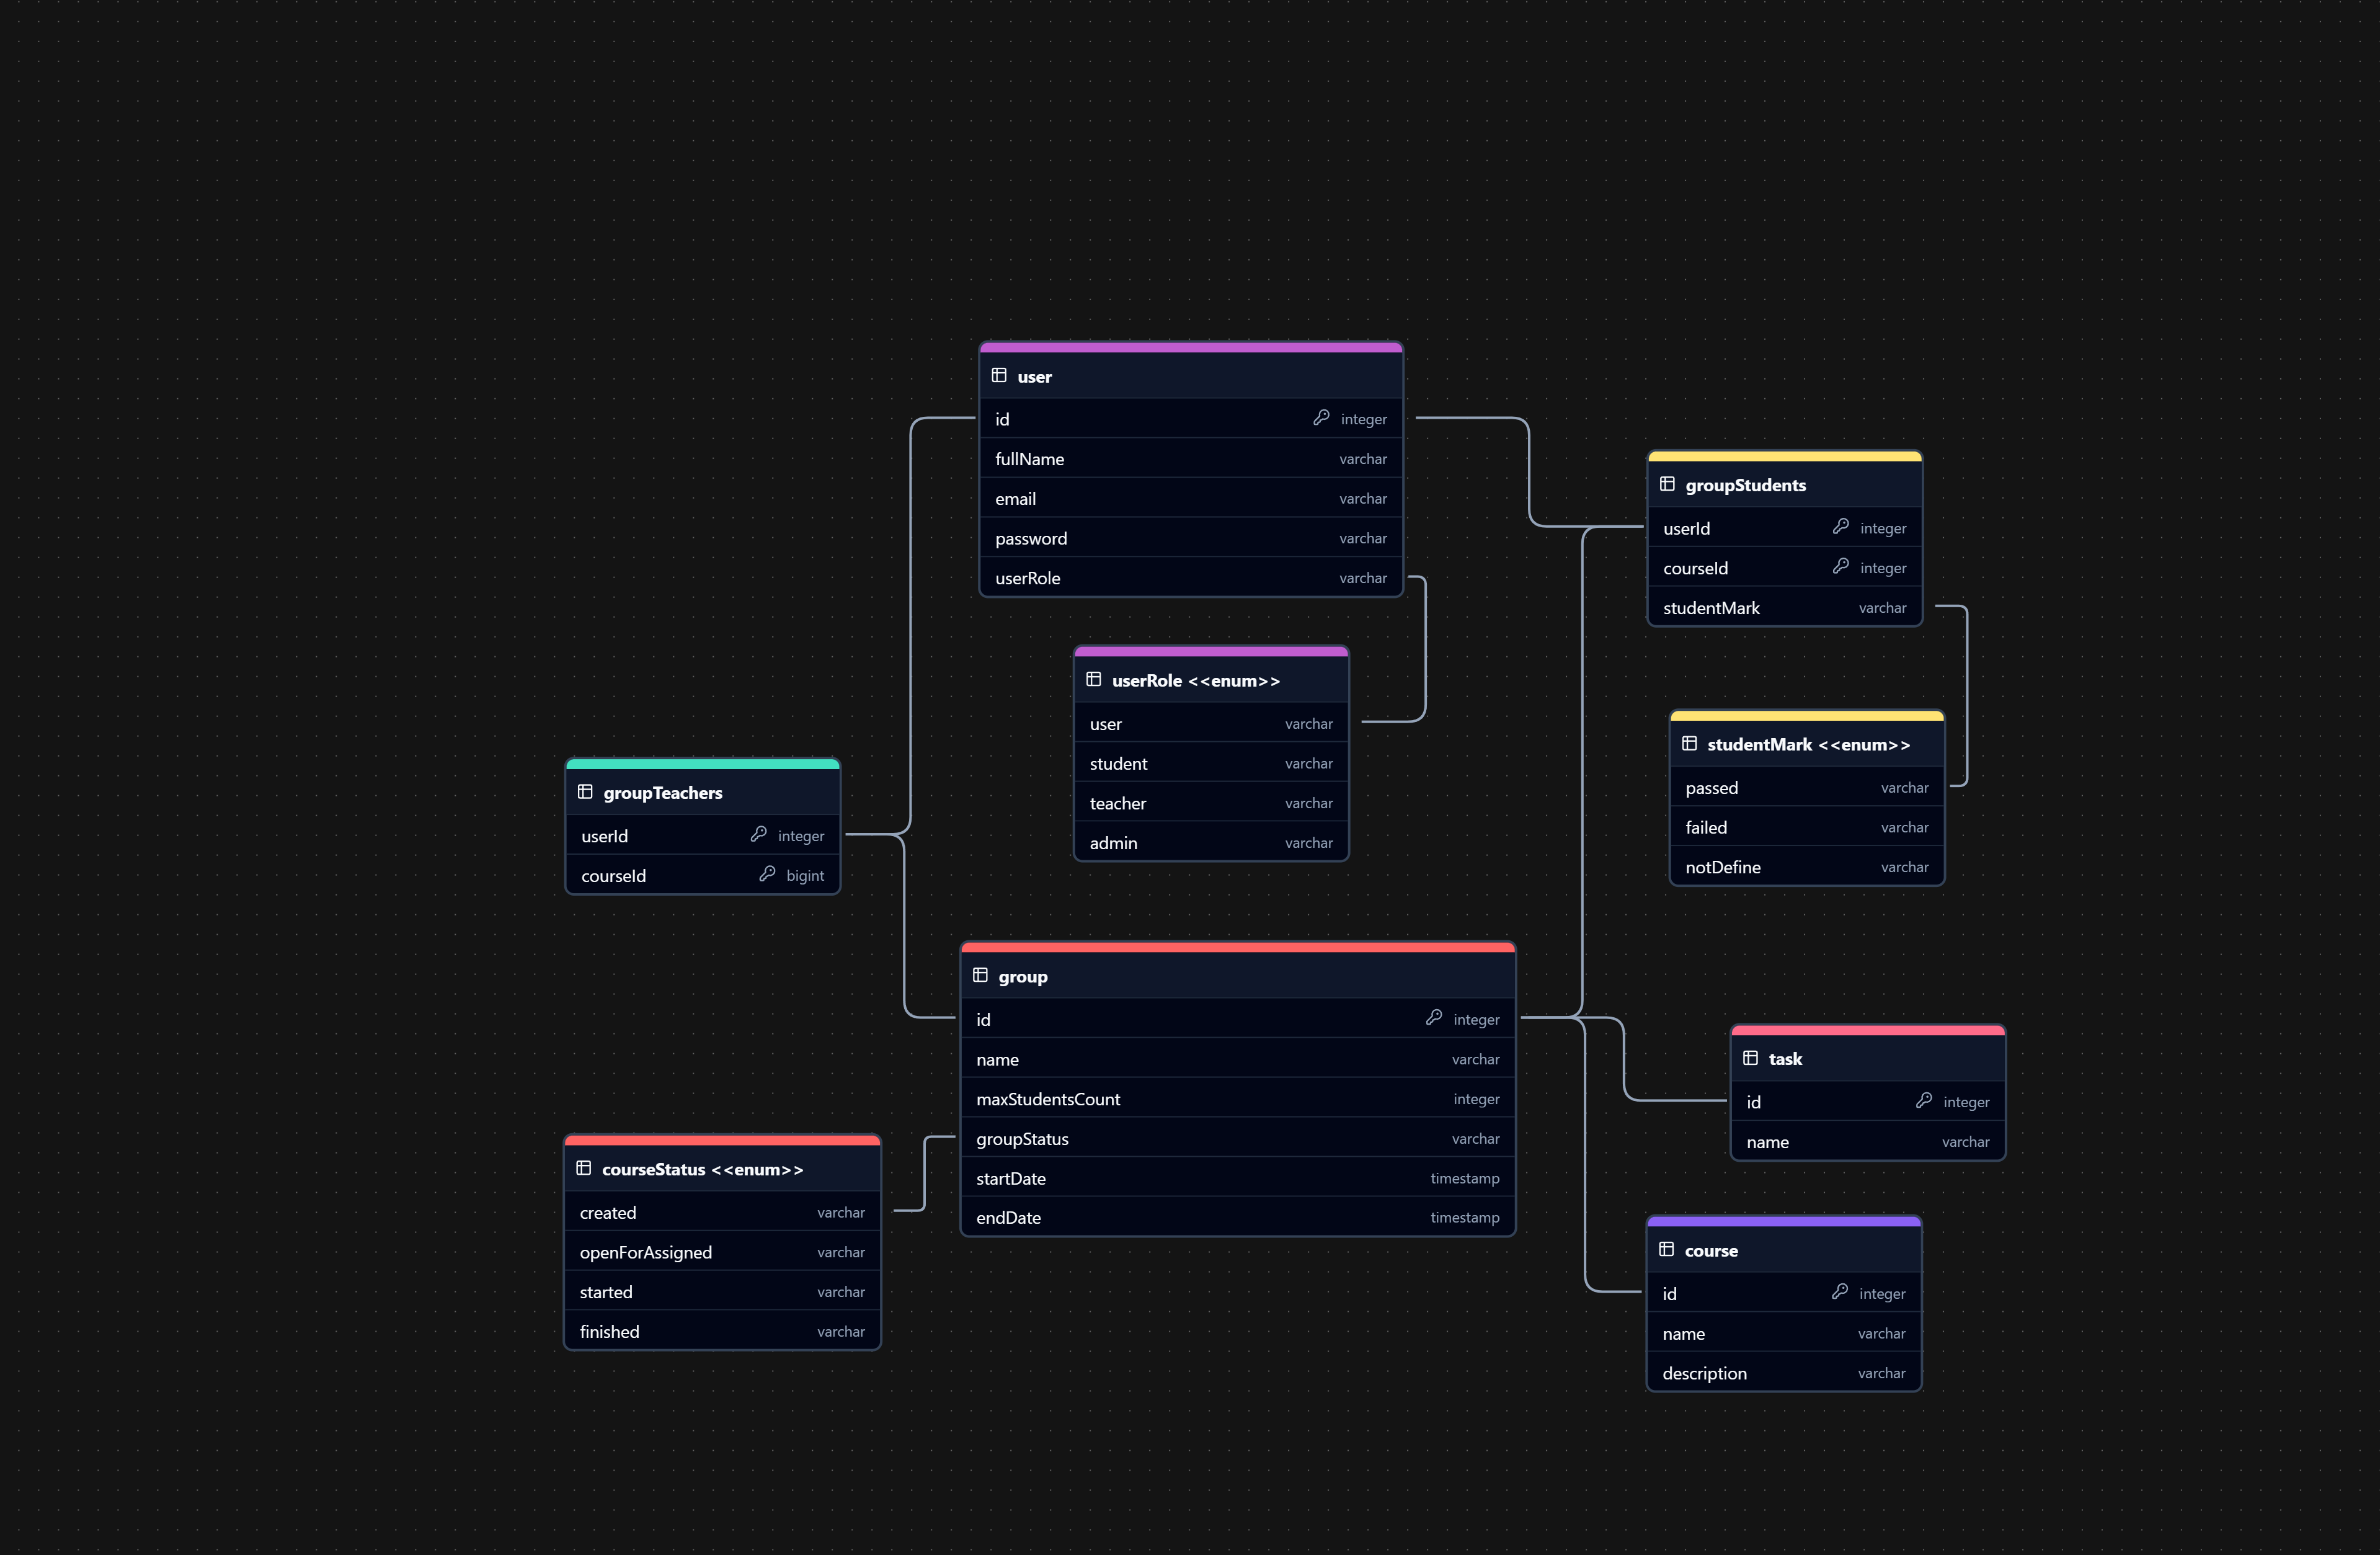 user
id integer
fullName varchar
email varchar
password varchar
userRole varchar
groupStudents
userId integer
courseId integer
studentMark varchar
userRole <<enum>>
user varchar
student varchar
teacher varchar
admin varchar
studentMark <<enum>>
passed varchar
failed varchar
notDefine varchar
groupTeachers
userId integer
courseId bigint
group
id integer
name varchar
maxStudentsCount integer
groupStatus varchar
startDate timestamp
endDate timestamp
task
id integer
name varchar
courseStatus <<enum>>
created varchar
openForAssigned varchar
started varchar
finished varchar
course
id integer
name varchar
description varchar